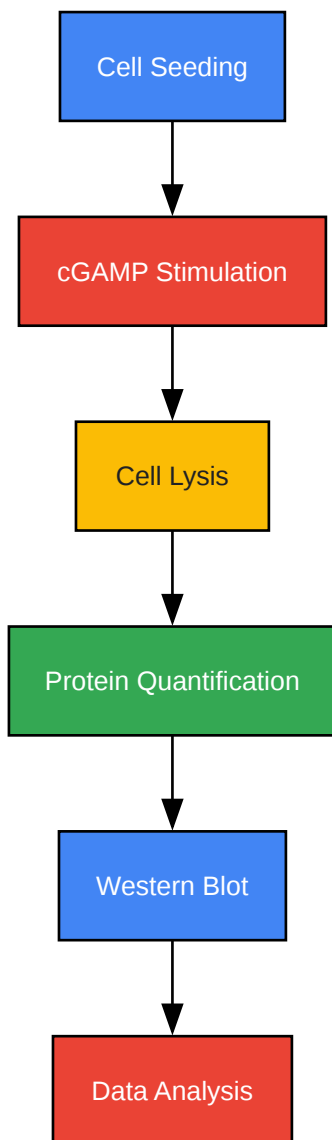 Cell Seeding
cGAMP Stimulation
Cell Lysis
Protein Quantification
Western Blot
Data Analysis